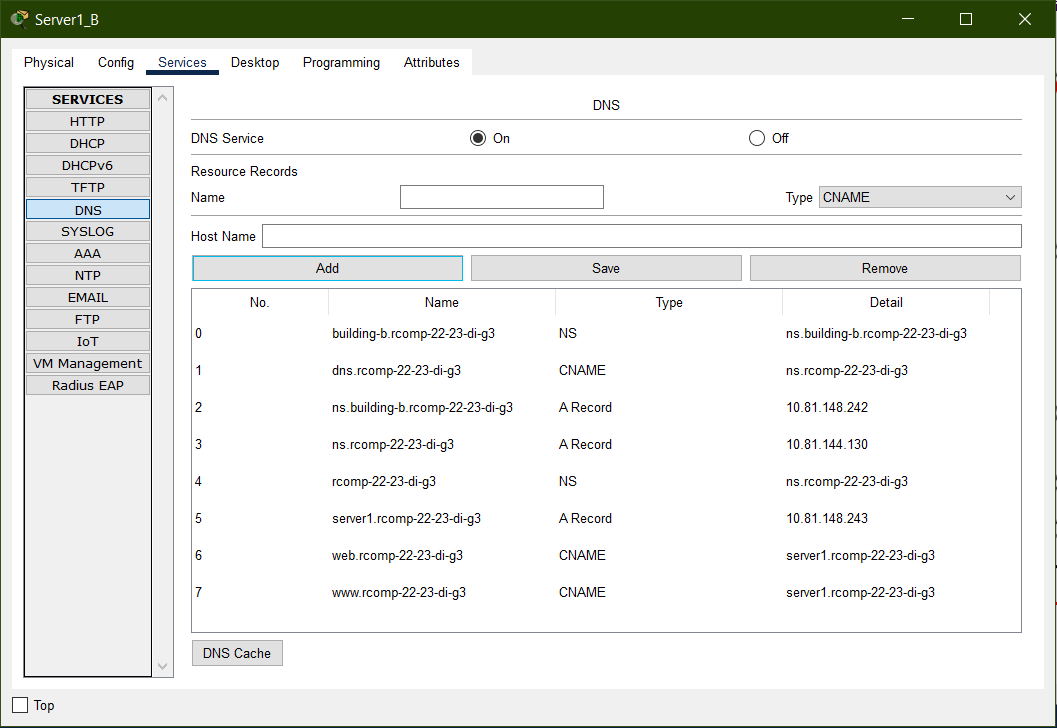 Server1_B
Physical Config Services Desktop Programming Attributes
SERVICES
HTTP
DHCP
DHCPv6
TFTP
DNS
SYSLOG
AAA
NTP
EMAIL
FTP
IoT
VM Management
Radius EAP
DNS
DNS Service On Off
Resource Records
Name Type CNAME
Host Name
Add Save Remove
No. Name Type Detail
0 building-b.rcomp-22-23-di-g3 NS ns.building-b.rcomp-22-23-di-g3
1 dns.rcomp-22-23-di-g3 CNAME ns.rcomp-22-23-di-g3
2 ns.building-b.rcomp-22-23-di-g3 A Record 10.81.148.242
3 ns.rcomp-22-23-di-g3 A Record 10.81.144.130
4 rcomp-22-23-di-g3 NS ns.rcomp-22-23-di-g3
5 server1.rcomp-22-23-di-g3 A Record 10.81.148.243
6 web.rcomp-22-23-di-g3 CNAME server1.rcomp-22-23-di-g3
7 www.rcomp-22-23-di-g3 CNAME server1.rcomp-22-23-di-g3
DNS Cache
Top